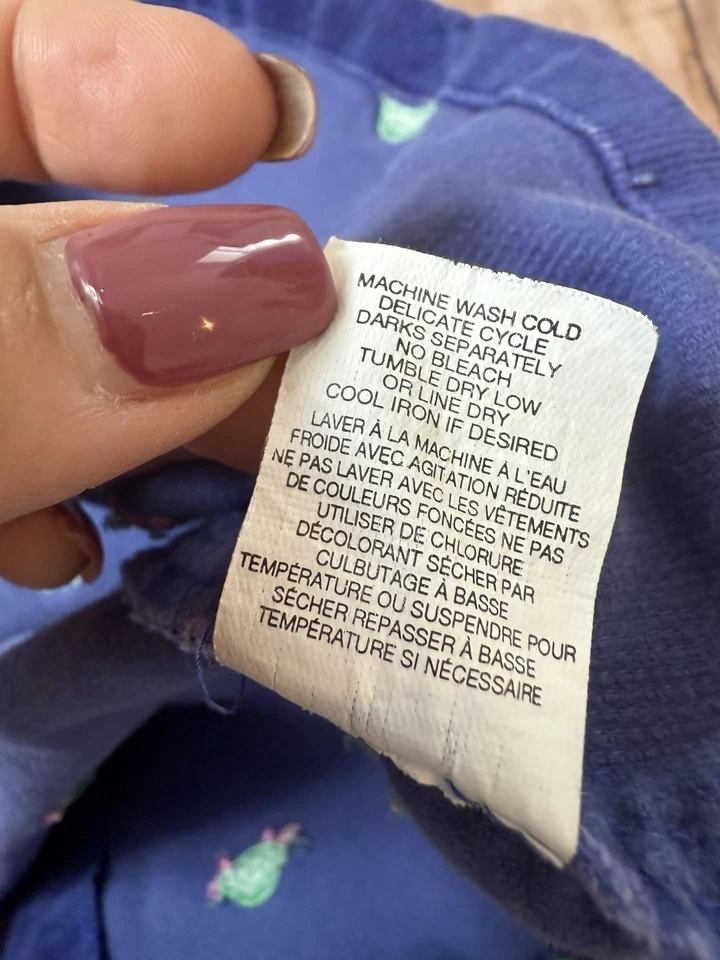 MACHINE WASH COLD
DELICATE CYCLE
DARKS SEPARATELY
NO BLEACH
TUMBLE DRY LOW
OR LINE DRY
COOL IRON IF DESIRED
LAVER À LA MACHINE À L'EAU
FROIDE AVEC AGITATION RÉDUITE
NE PAS LAVER AVEC LES VÊTEMENTS
DE COULEURS FONCÉES NE PAS
UTILISER DE CHLORURE
DÉCOLORANT SÉCHER PAR
CULBUTAGE À BASSE
TEMPÉRATURE OU SUSPENDRE POUR
SÉCHER REPASSER À BASSE
TEMPÉRATURE SI NÉCESSAIRE